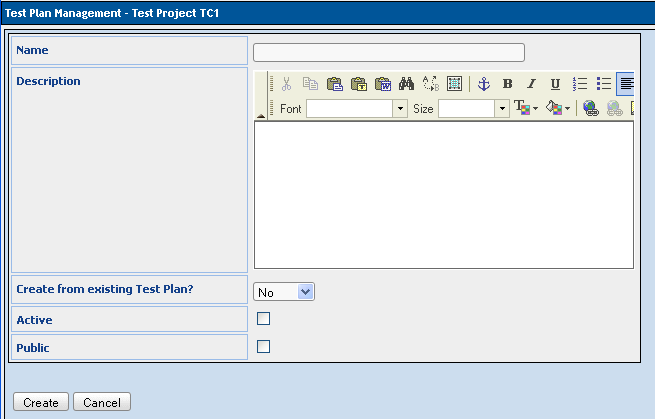 Test Plan Management - Test Project TC1
Name
Description
B I U
Font Size T
Create from existing Test Plan? No
Active
Public
Create Cancel